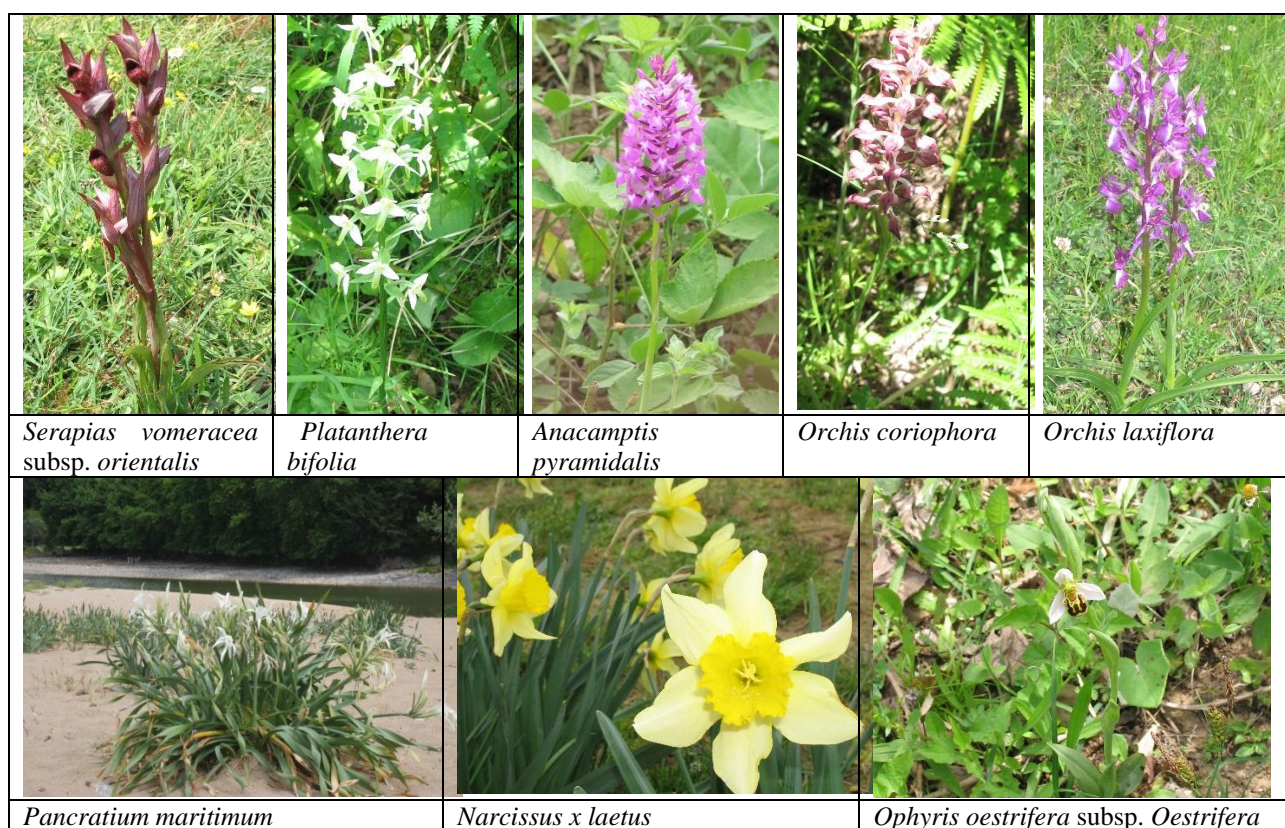 Serapias vomeracea
subsp. orientalis
Platanthera
bifolia
Anacamptis
pyramidalis
Orchis coriophora
Orchis laxiflora
Pancratium maritimum
Narcissus x laetus
Ophyris oestrifera subsp. Oestrifera